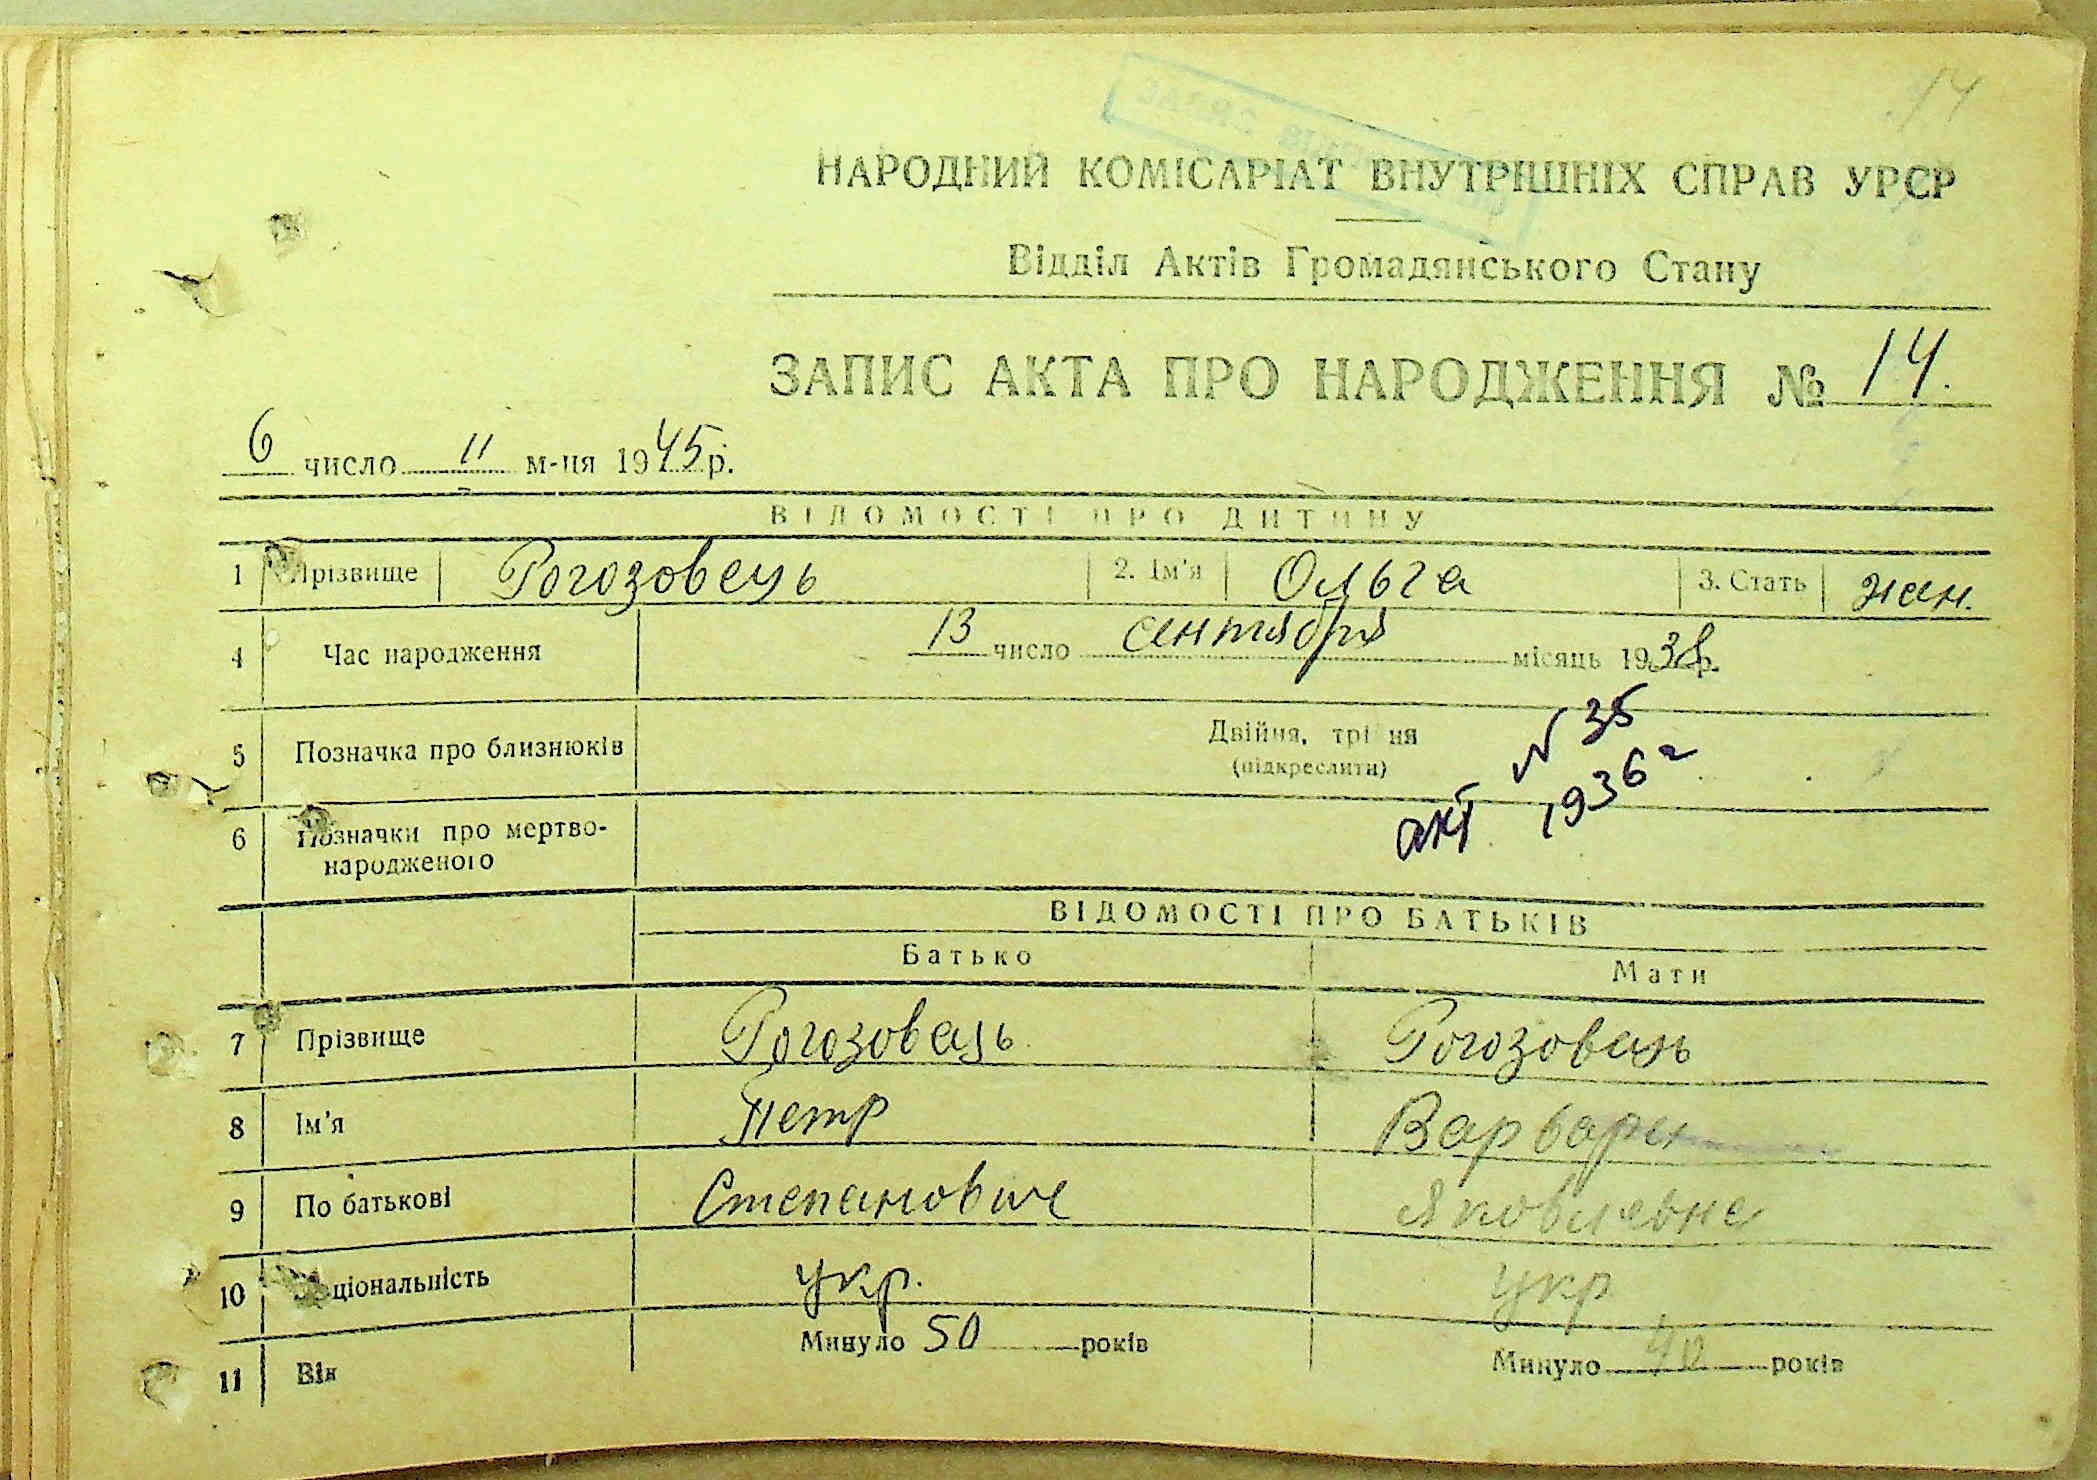 14
НАРОДНИЙ КОМІСАРІАТ ВНУТРІШНІХ СПРАВ УРСР
Відділ Актів Громадянського Стану
ЗАПИС АКТА ПРО НАРОДЖЕННЯ № 14.
6 число 11 м-ця 1945 р.
ВІДОМОСТІ ПРО ДИТИНУ
1 Прізвище Рогозовець 2. Ім'я Ольга 3. Стать жен.
4 Час народження 13 число сентября місяць 1938 р.
5 Позначка про близнюків Двійня, трійня
(підкреслити)
акт N 35
1936 г
6 Позначки про мертво-
народженого
ВІДОМОСТІ ПРО БАТЬКІВ
Батько Мати
7 Прізвище Рогозовець Рогозовець
8 Ім'я Петр Варвара
9 По батькові Степанович Яковлевна
10 Національність укр. укр
11 Вік Минуло 50 років Минуло 40 років